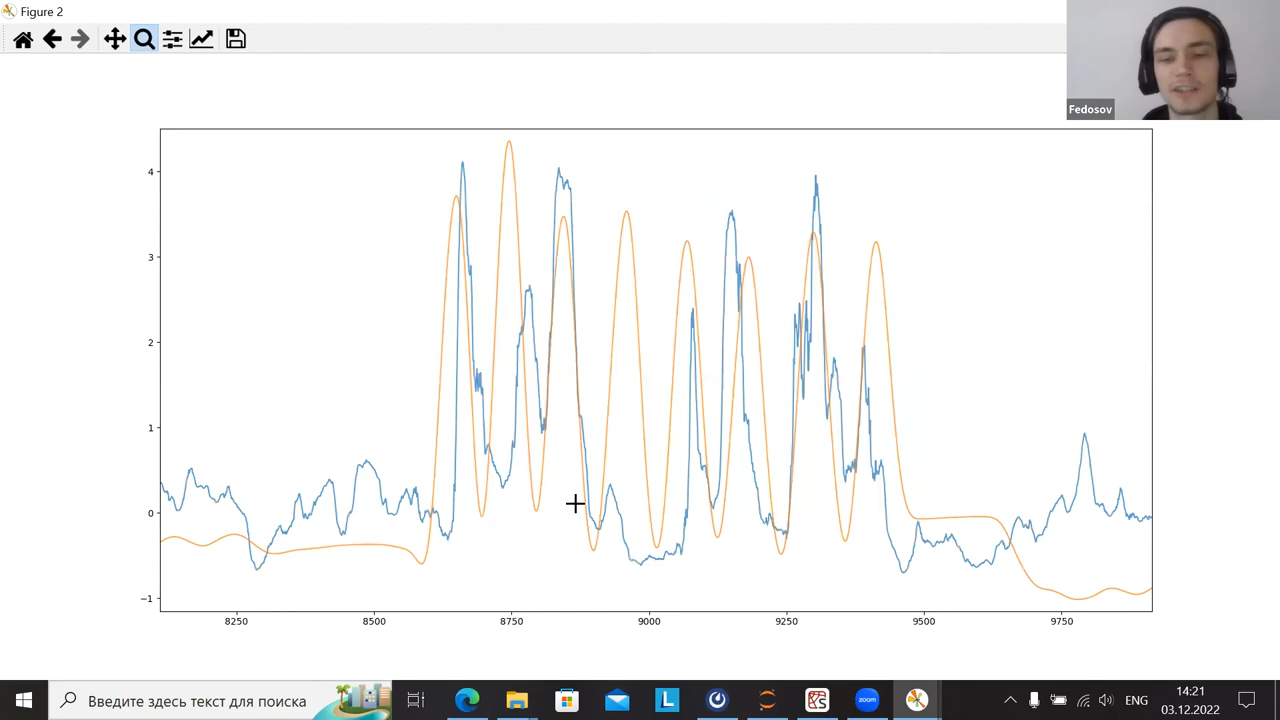 Figure 2
Fedosov
4
3
2
1
0
−1
8250 8500 8750 9000 9250 9500 9750
Введите здесь текст для поиска
L
zoom
ENG
14:21
03.12.2022